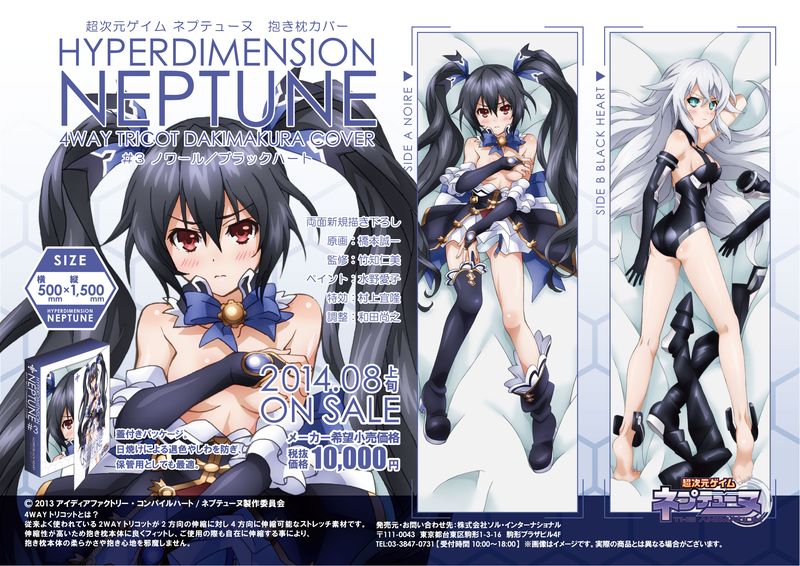 超次元ゲイム ネプテューヌ 抱き枕カバー
HYPERDIMENSION
NEPTUNE
4WAY TRICOT DAKIMAKURA COVER
#3 ノワール／ブラックハート
両面新規描き下ろし
原画：橋本誠一
監修：竹知仁美
ペイント：水野愛子
特効：村上宜隆
調整：和田尚之
SIZE
横 縦
500×1,500
mm mm
HYPERDIMENSION
NEPTUNE
HYPERDIMENSION
NEPTUNE
#3
2014.08上旬
ON SALE
メーカー希望小売価格
税抜価格 10,000円
蓋付きパッケージ。
日焼けによる退色やしわを防ぎ、
保管用としても最適。
SIDE A NOIRE
SIDE B BLACK HEART
超次元ゲイム
ネプテューヌ
THE ANIMATION
© 2013 アイディアファクトリー・コンパイルハート / ネプテューヌ製作委員会
4WAYトリコットとは？
従来よく使われている2WAYトリコットが2方向の伸縮に対し4方向に伸縮可能なストレッチ素材です。
伸縮性が高いため抱き枕本体に良くフィットし、ご使用の際も自在に伸縮する事により、
抱き枕本体の柔らかさや抱き心地を邪魔しません。
発売元・お問い合せ先：株式会社ソル・インターナショナル
〒111-0043 東京都台東区駒形1-3-16 駒形プラザビル4F
TEL:03-3847-0731【受付時間 10:00～18:00】 ※画像はイメージです。実際の商品とは異なる場合がございます。